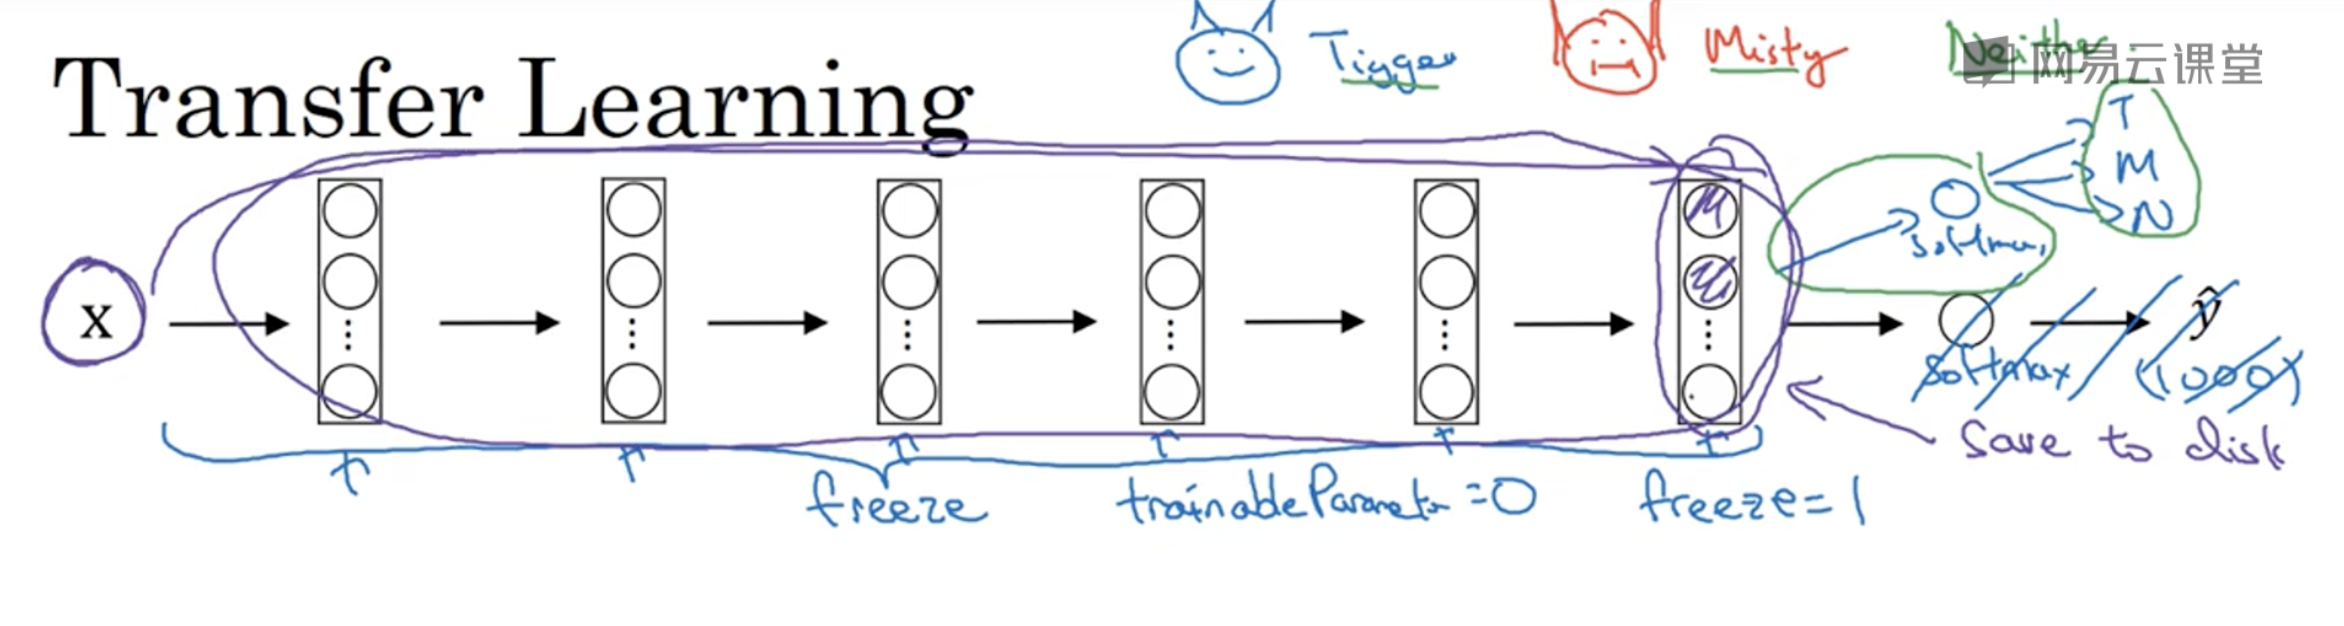 Transfer Learning
Tigger
Misty
Neither
网易云课堂
T
M
N
softmax
x
ŷ
softmax
(1000)
save to disk
freeze
trainableParameter = 0
freeze = 1